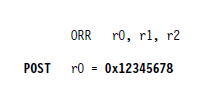 ORR r0, r1, r2
POST r0 = 0x12345678